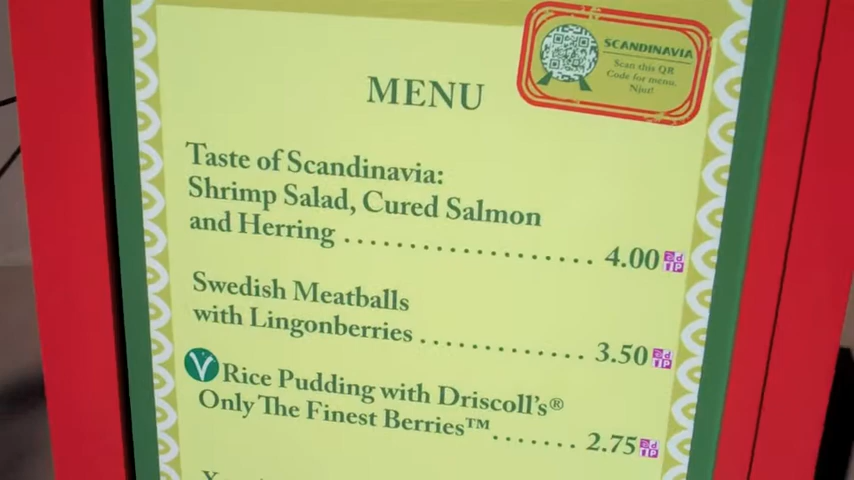 SCANDINAVIA
Scan this QR
Code for menu.
Njut!
MENU
Taste of Scandinavia:
Shrimp Salad, Cured Salmon
and Herring ........................ 4.00
Swedish Meatballs
with Lingonberries ................ 3.50
V Rice Pudding with Driscoll's®
Only The Finest Berries™ ........ 2.75